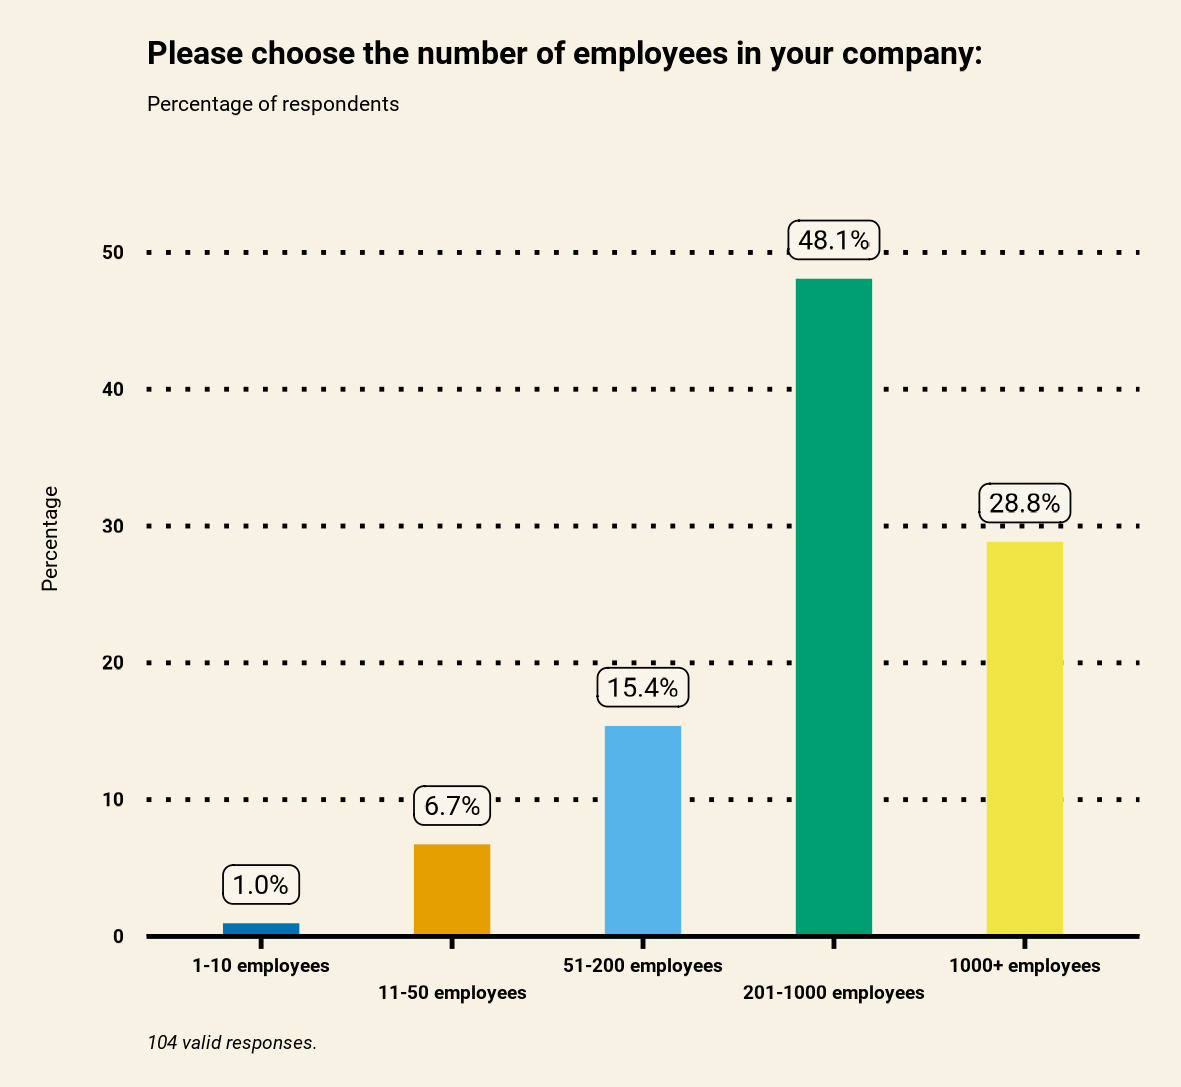 Please choose the number of employees in your company:
Percentage of respondents
Percentage
50
40
30
20
10
0
48.1%
28.8%
15.4%
6.7%
1.0%
1-10 employees
11-50 employees
51-200 employees
201-1000 employees
1000+ employees
104 valid responses.